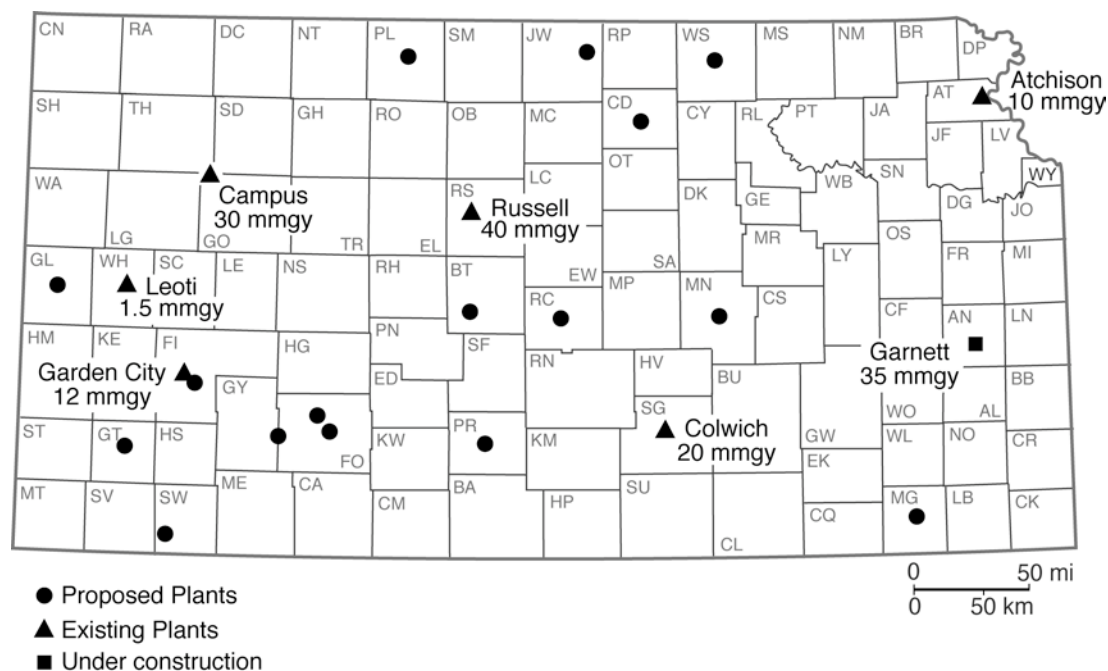 CN RA DC NT PL SM JW RP WS MS NM BR DP
Atchison
10 mmgy
SH TH SD GH RO OB MC CD CY RL PT JA AT
JF LV
OT
WY
WA LG GO TR EL RS LC DK GE WB SN DG JO
Campus
30 mmgy
Russell
40 mmgy
MR OS
GL WH SC LE NS RH BT EW SA MP MN CS LY FR MI
Leoti
1.5 mmgy
RC CF AN LN
HM KE FI HG PN SF RN
Garden City
12 mmgy
Garnett
35 mmgy
GY ED HV BU BB
ST GT HS FO KW PR KM SG GW WO AL
Colwich
20 mmgy
WL NO CR
EK
MT SV SW ME CA CM BA HP SU CL CQ MG LB CK
0 50 mi
0 50 km
Proposed Plants
Existing Plants
Under construction